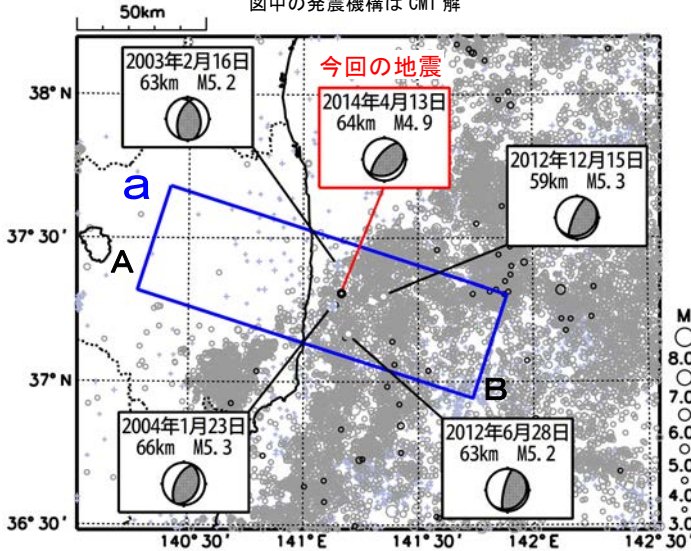 図中の発震機構は CMT 解
50km
2003年2月16日
63km M5.2
今回の地震
2014年4月13日
64km M4.9
2012年12月15日
59km M5.3
38°N
a
37°30'
A
M
8.0
37°N
B
7.0
6.0
2004年1月23日
66km M5.3
2012年6月28日
63km M5.2
5.0
4.0
36°30'
3.0
140°30' 141°E 141°30' 142°E 142°30'